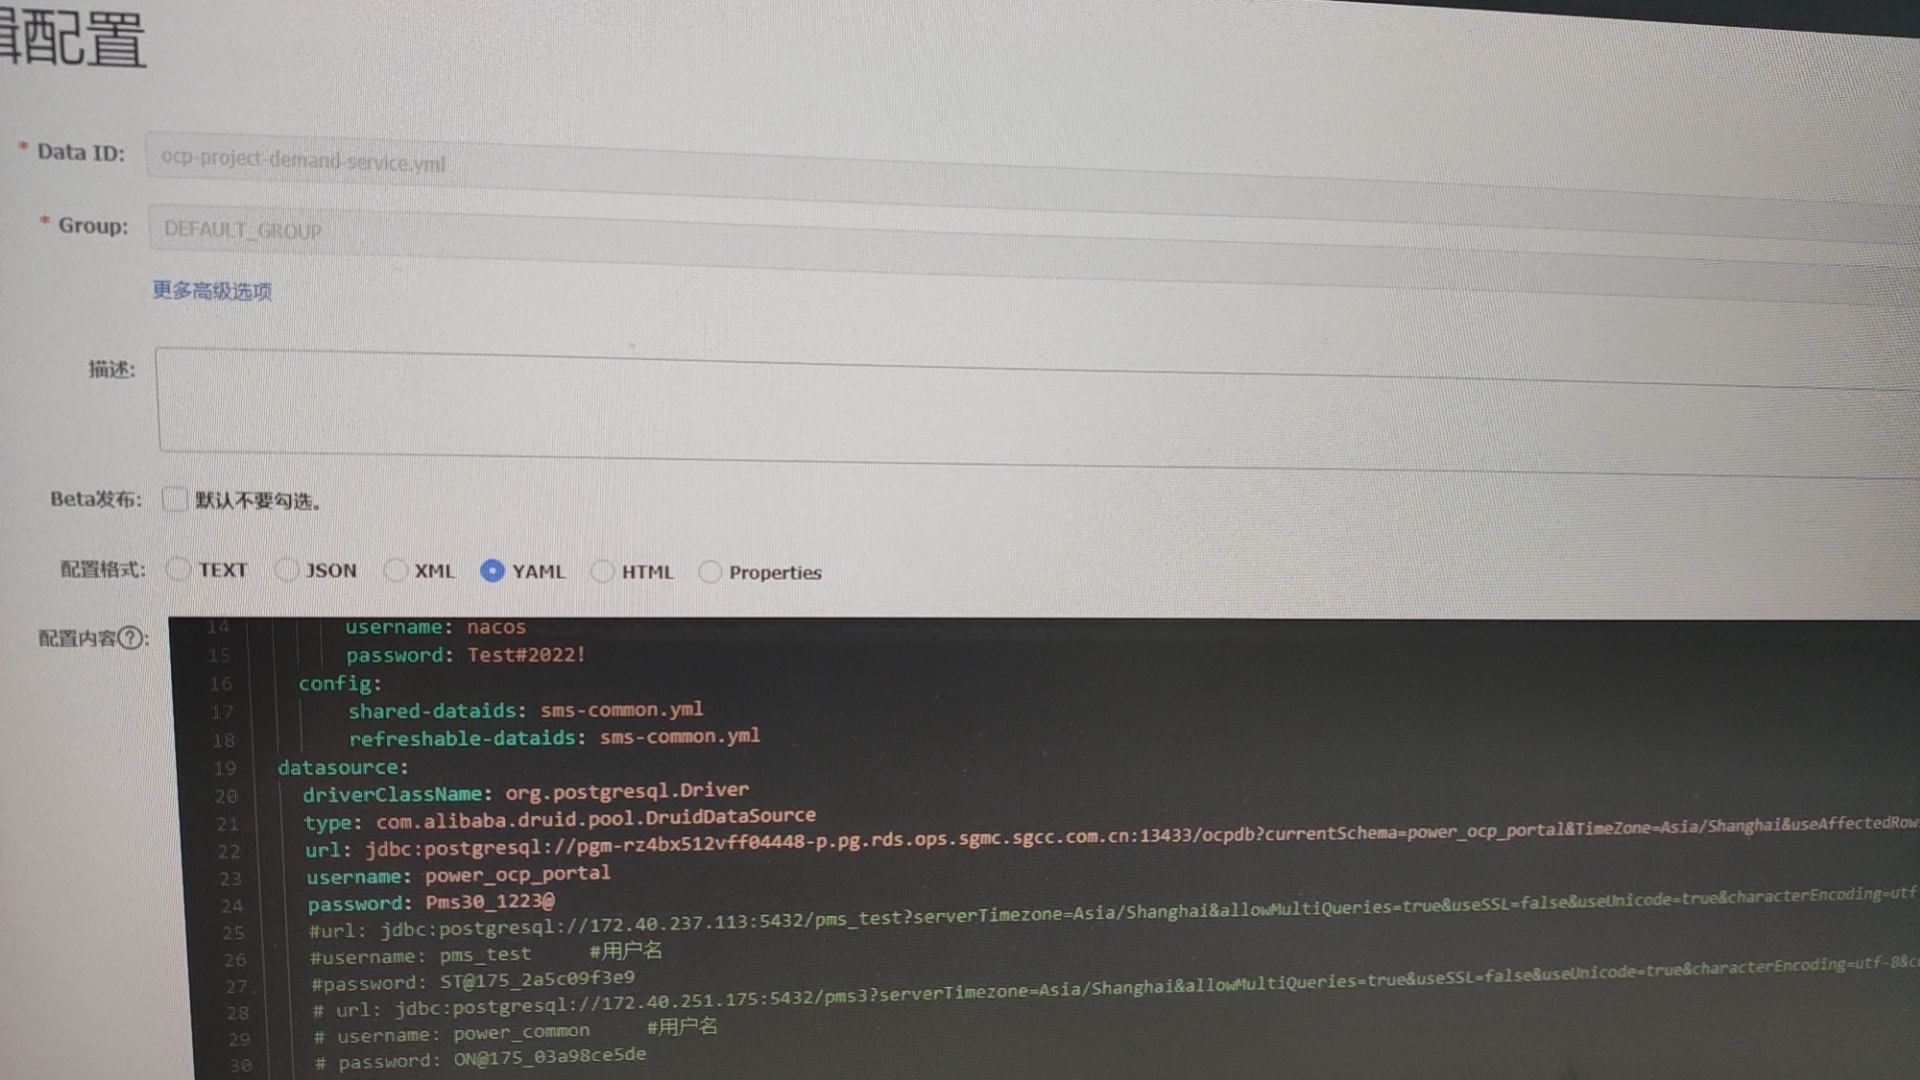 辑配置
* Data ID: ocp-project-demand-service.yml
* Group: DEFAULT_GROUP
更多高级选项
描述:
Beta发布: 默认不要勾选。
配置格式: TEXT JSON XML YAML HTML Properties
配置内容?:
14 username: nacos
15 password: Test#2022!
16 config:
17 shared-dataids: sms-common.yml
18 refreshable-dataids: sms-common.yml
19 datasource:
20 driverClassName: org.postgresql.Driver
21 type: com.alibaba.druid.pool.DruidDataSource
22 url: jdbc:postgresql://pgm-rz4bx512vff04448-p.pg.rds.ops.sgmc.sgcc.com.cn:13433/ocpdb?currentSchema=power_ocp_portal&TimeZone=Asia/Shanghai&useAffectedRow
23 username: power_ocp_portal
24 password: Pms30_1223@
25 #url: jdbc:postgresql://172.40.237.113:5432/pms_test?serverTimezone=Asia/Shanghai&allowMultiQueries=true&useSSL=false&useUnicode=true&characterEncoding=utf
26 #username: pms_test #用户名
27 #password: ST@175_2a5c09f3e9
28 # url: jdbc:postgresql://172.40.251.175:5432/pms3?serverTimezone=Asia/Shanghai&allowMultiQueries=true&useSSL=false&useUnicode=true&characterEncoding=utf-8&c
29 # username: power_common #用户名
30 # password: ON@175_03a98ce5de